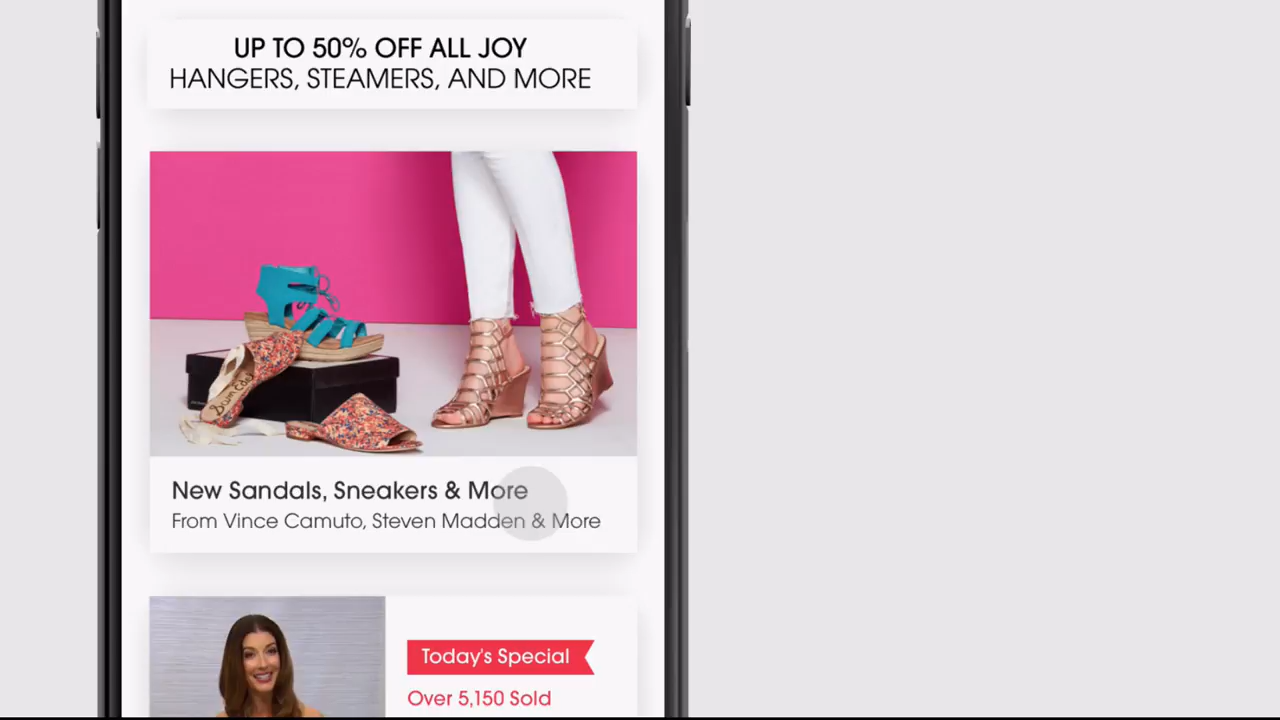 UP TO 50% OFF ALL JOY
HANGERS, STEAMERS, AND MORE
New Sandals, Sneakers & More
From Vince Camuto, Steven Madden & More
Today's Special
Over 5,150 Sold